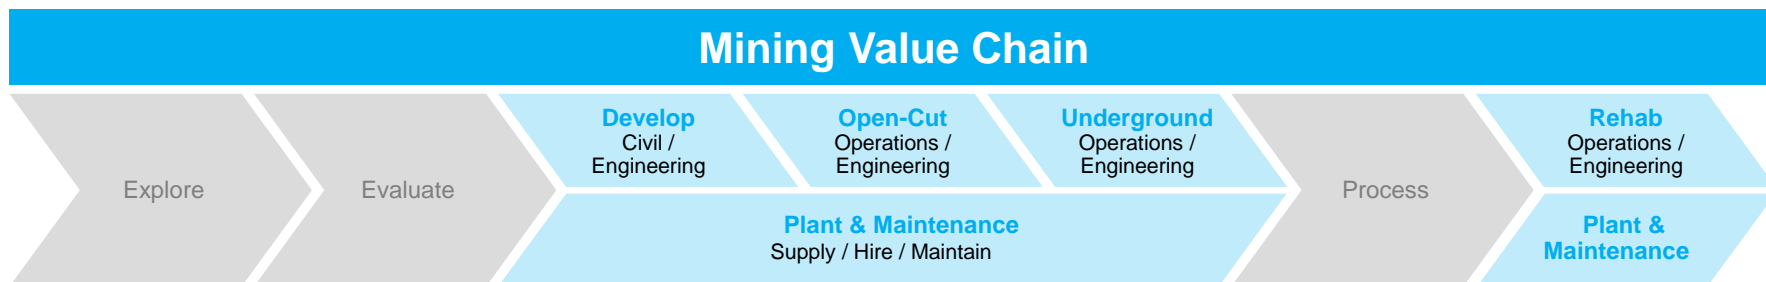 Mining Value Chain
Explore
Evaluate
Develop
Civil /
Engineering
Open-Cut
Operations /
Engineering
Underground
Operations /
Engineering
Plant & Maintenance
Supply / Hire / Maintain
Process
Rehab
Operations /
Engineering
Plant &
Maintenance